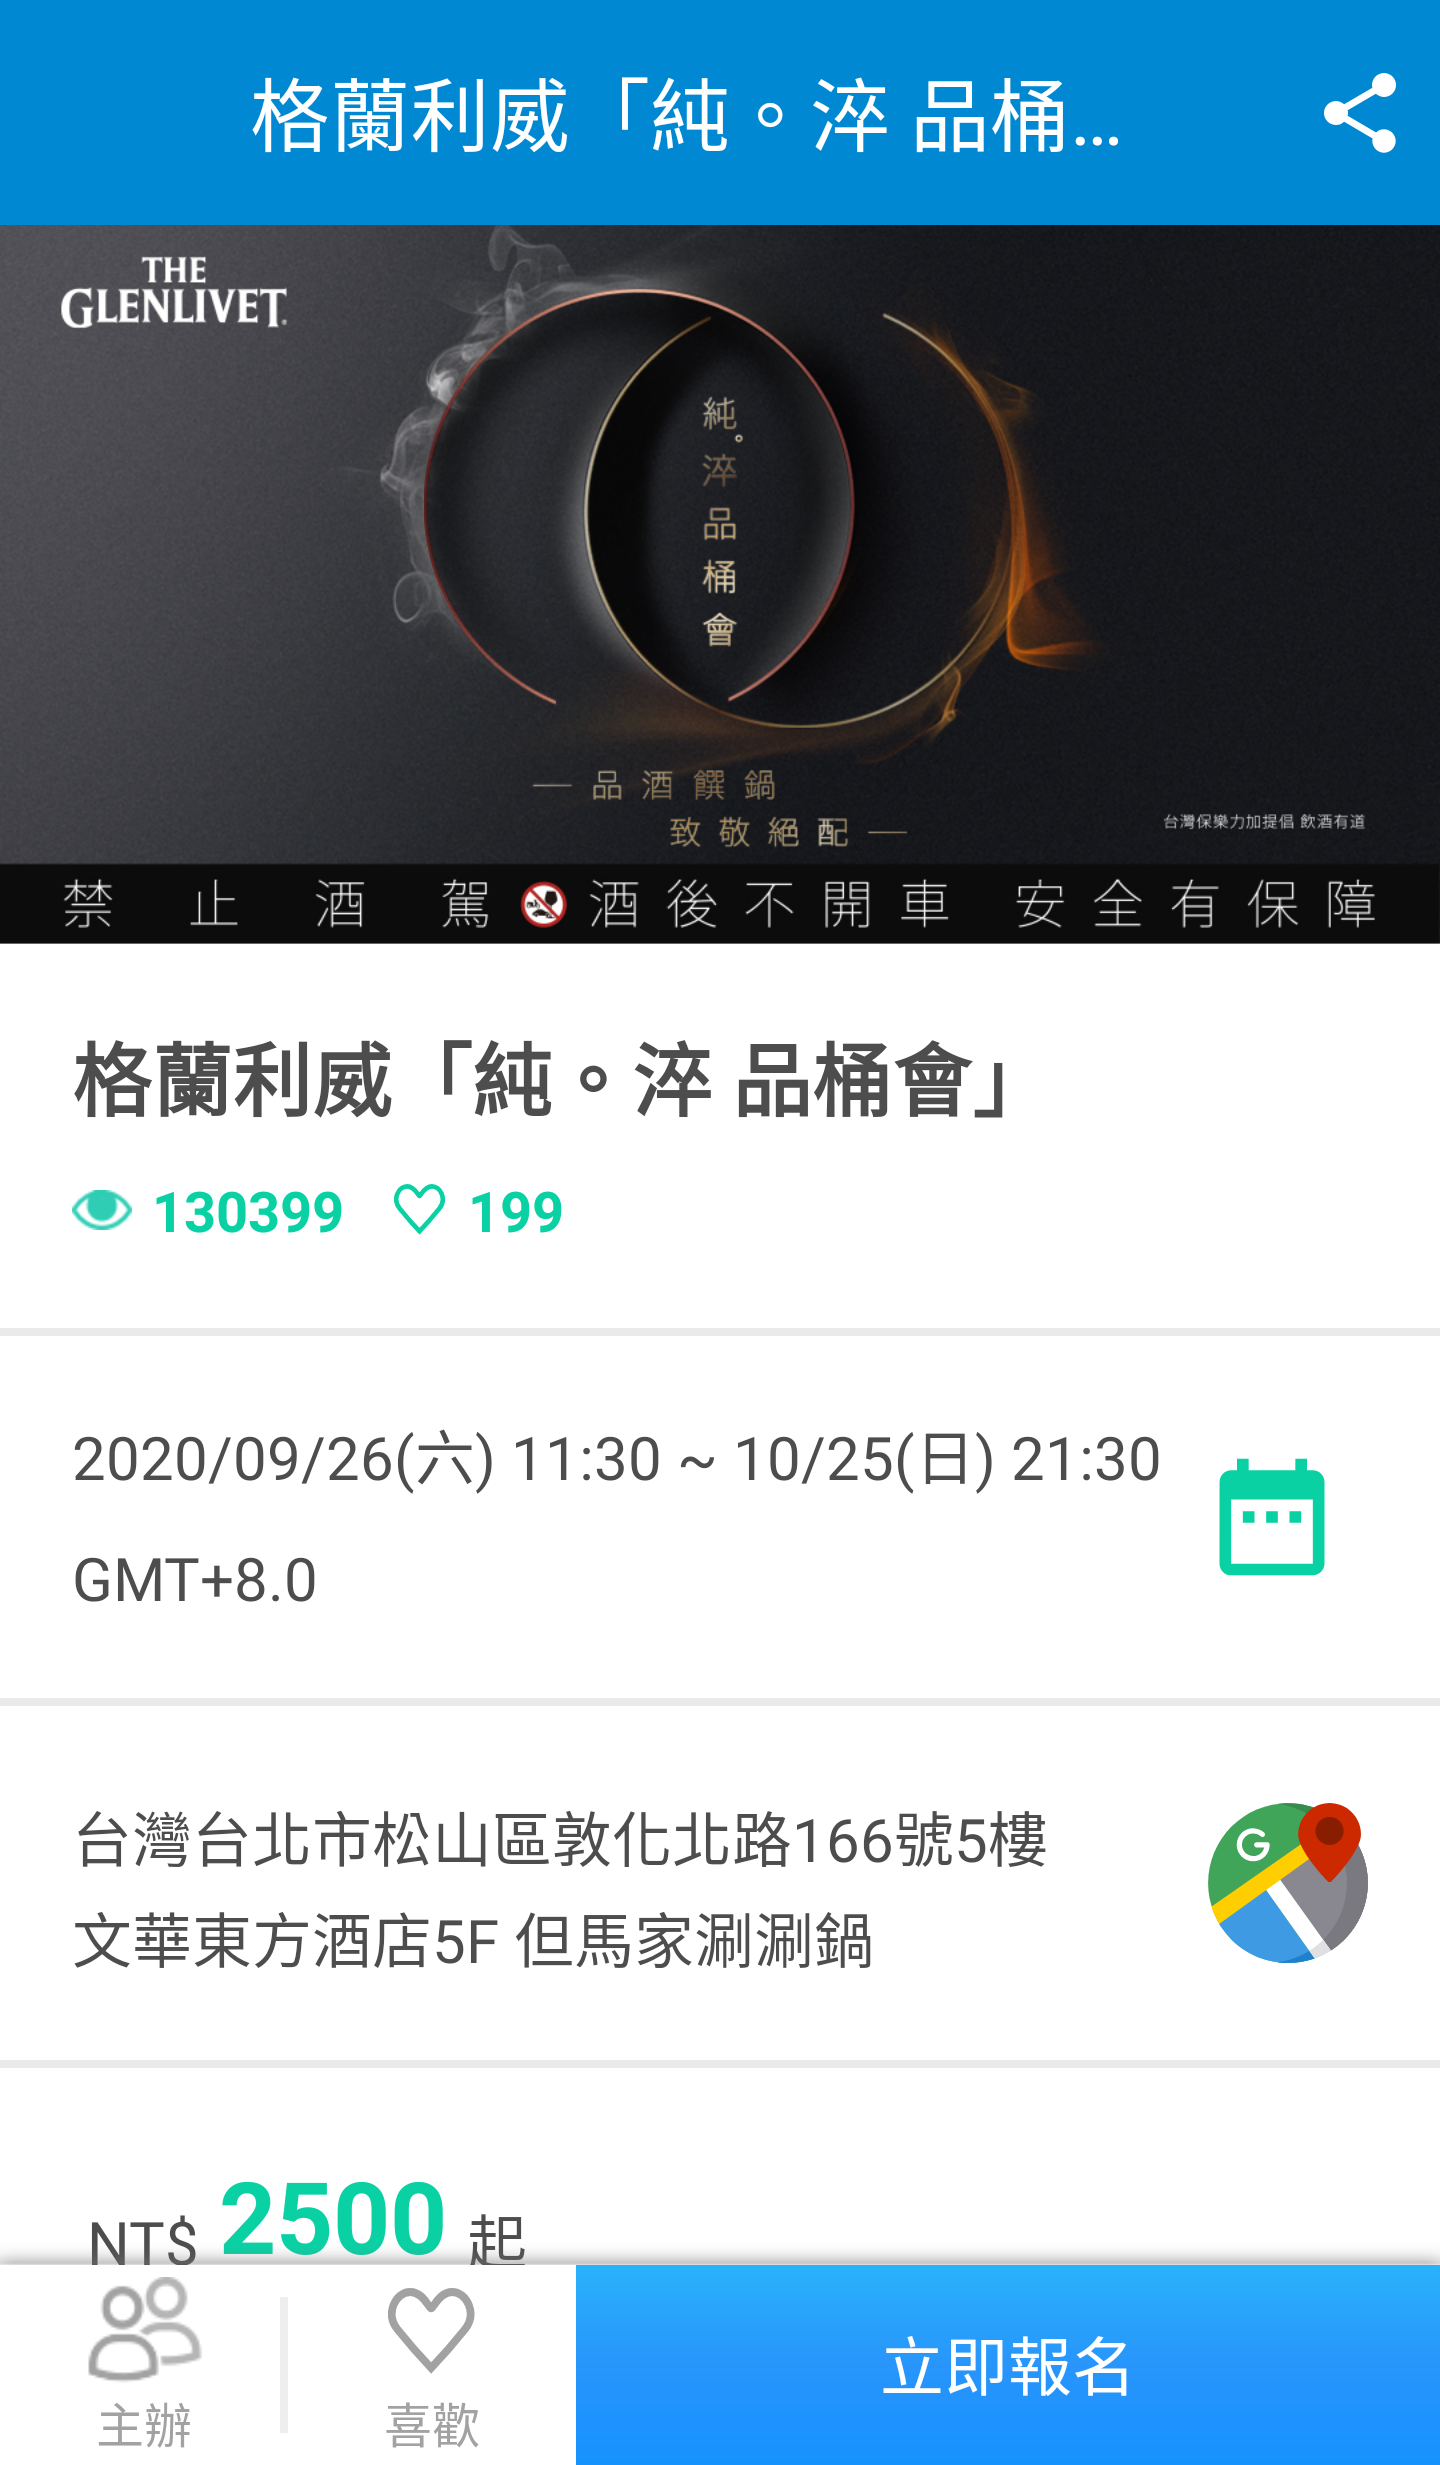 格蘭利威「純。淬 品桶...
THE
GLENLIVET
純。淬品桶會
品酒饌鍋
致敬絕配
台灣保樂力加提倡 飲酒有道
禁止酒駕 酒後不開車 安全有保障
格蘭利威「純。淬 品桶會」
130399 199
2020/09/26(六) 11:30 ~ 10/25(日) 21:30
GMT+8.0
台灣台北市松山區敦化北路166號5樓
文華東方酒店5F 但馬家涮涮鍋
NT$ 2500 起
主辦
喜歡
立即報名